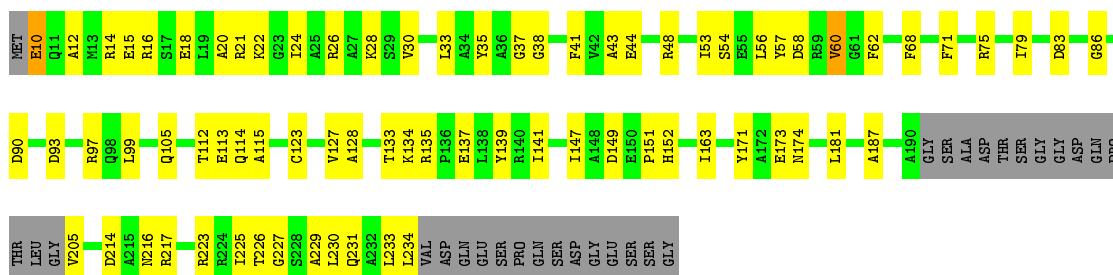 MET E10 Q11 A12 M13 R14 E15 R16 S17 E18 L19 A20 R21 K22 G23 I24 A25 R26 A27 K28 S29 V30 L33 A34 Y35 A36 G37 G38 F41 V42 A43 E44 R48 I53 S54 E55 L56 Y57 D58 R59 V60 G61 F62 F68 F71 R75 I79 D83 G86
D90 D93 R97 Q98 L99 Q105 T112 E113 Q114 A115 C123 V127 A128 T133 K134 R135 P136 E137 L138 Y139 R140 I141 I147 A148 D149 E150 P151 H152 I163 Y171 A172 E173 N174 L181 A187 A190 GLY SER ALA ASP THR SER GLY GLY ASP GLN PRO
THR LEU GLY V205 D214 A215 N216 R217 R223 R224 I225 T226 G227 S228 A229 L230 Q231 A232 L233 L234 VAL ASP GLN GLU SER PRO GLN SER ASP GLY GLU SER SER GLY